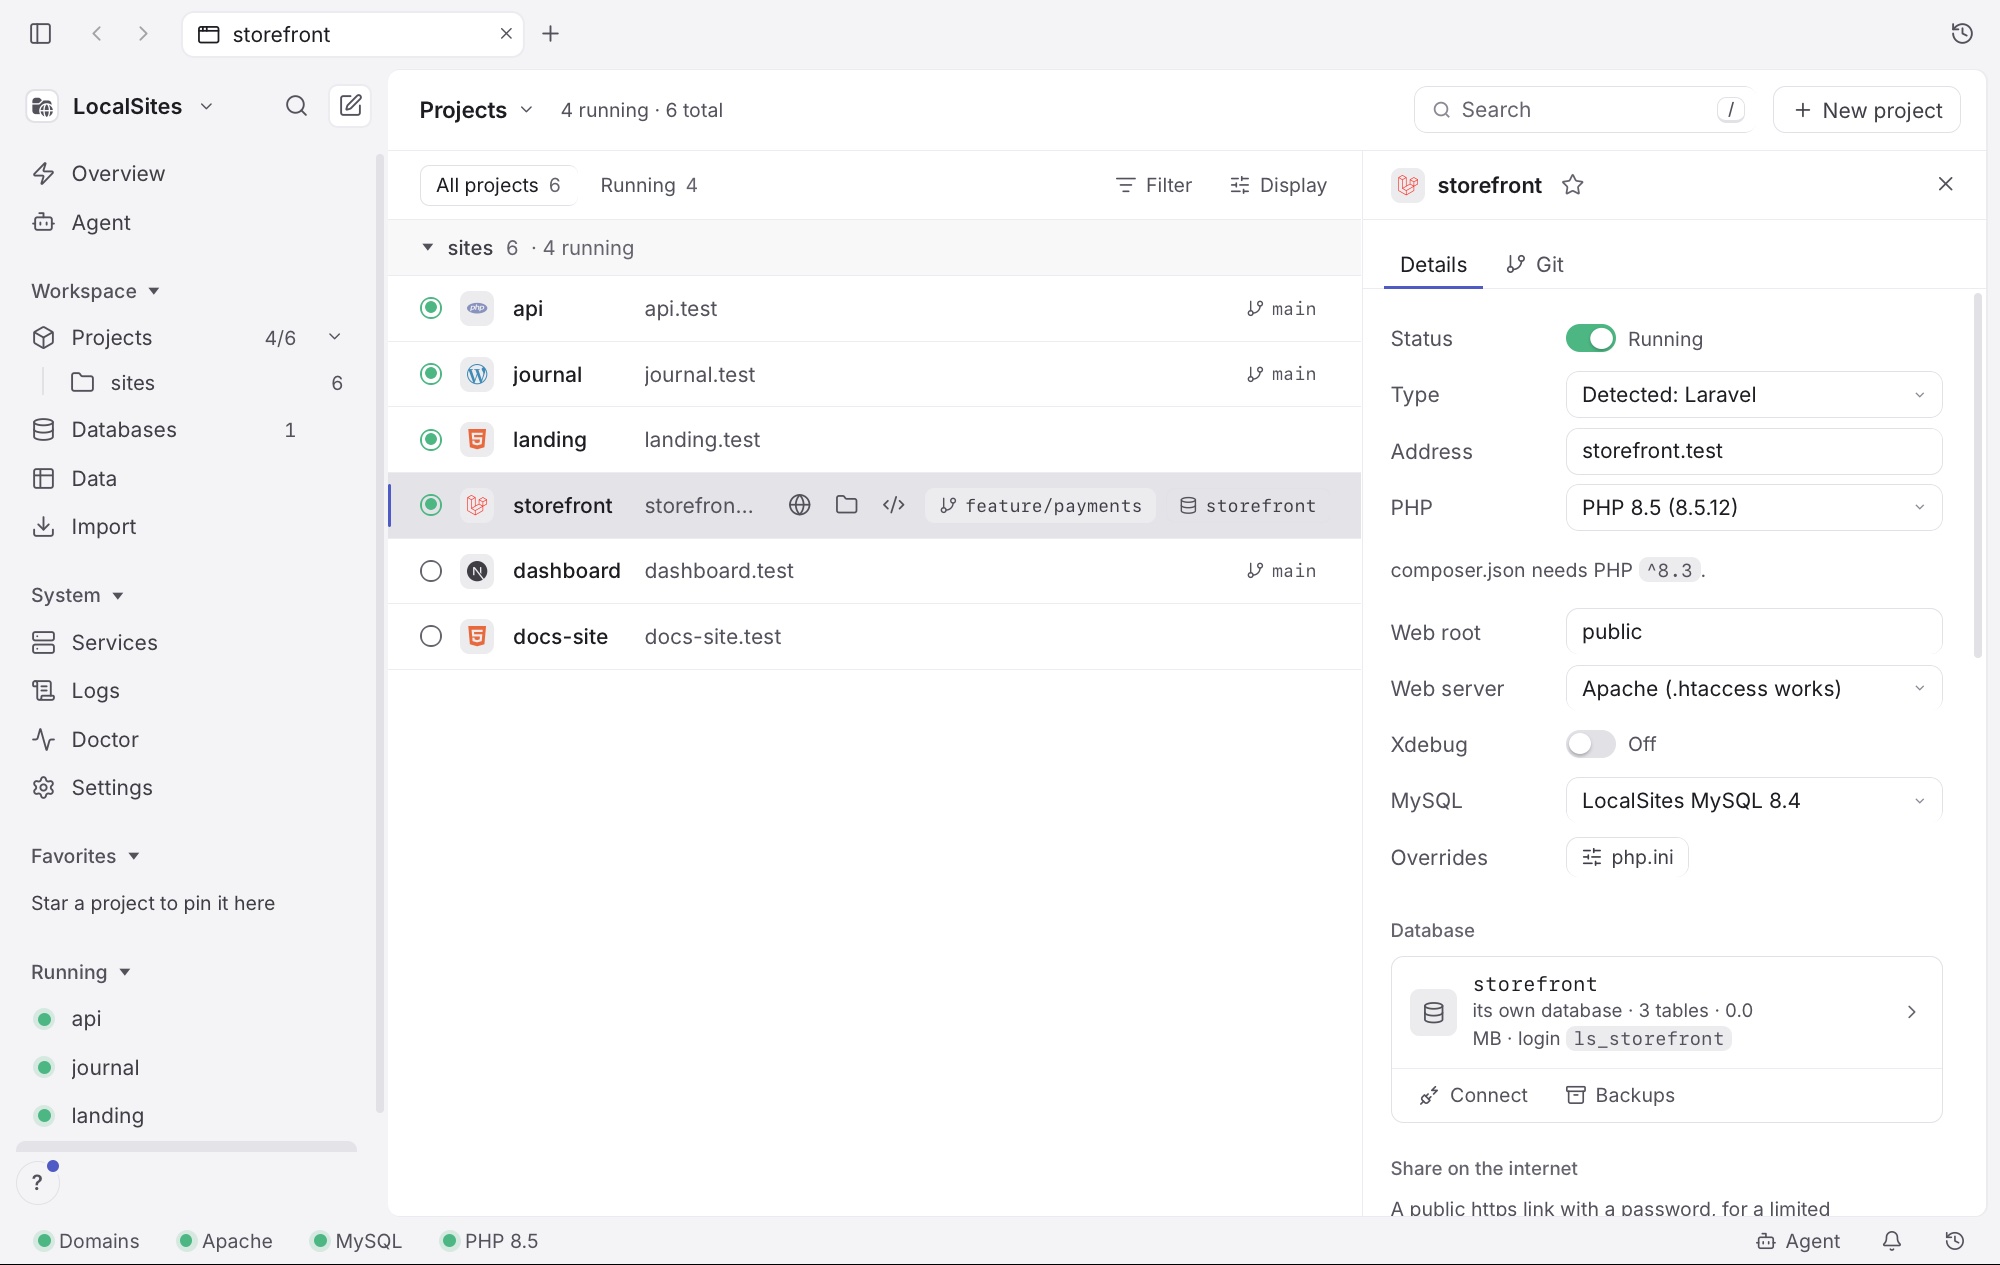 storefront
LocalSites
Overview
Agent
Workspace
Projects 4/6
sites 6
Databases 1
Data
Import
System
Services
Logs
Doctor
Settings
Favorites
Star a project to pin it here
Running
api
journal
landing
?
Projects 4 running · 6 total
Search /
New project
All projects 6 Running 4
Filter Display
sites 6 · 4 running
php api api.test main
journal journal.test main
landing landing.test
storefront storefron... feature/payments storefront
N dashboard dashboard.test main
docs-site docs-site.test
storefront
Details Git
Status Running
Type Detected: Laravel
Address storefront.test
PHP PHP 8.5 (8.5.12)
composer.json needs PHP ^8.3.
Web root public
Web server Apache (.htaccess works)
Xdebug Off
MySQL LocalSites MySQL 8.4
Overrides php.ini
Database
storefront
its own database · 3 tables · 0.0
MB · login ls_storefront
Connect Backups
Share on the internet
A public https link with a password, for a limited
Domains Apache MySQL PHP 8.5
Agent